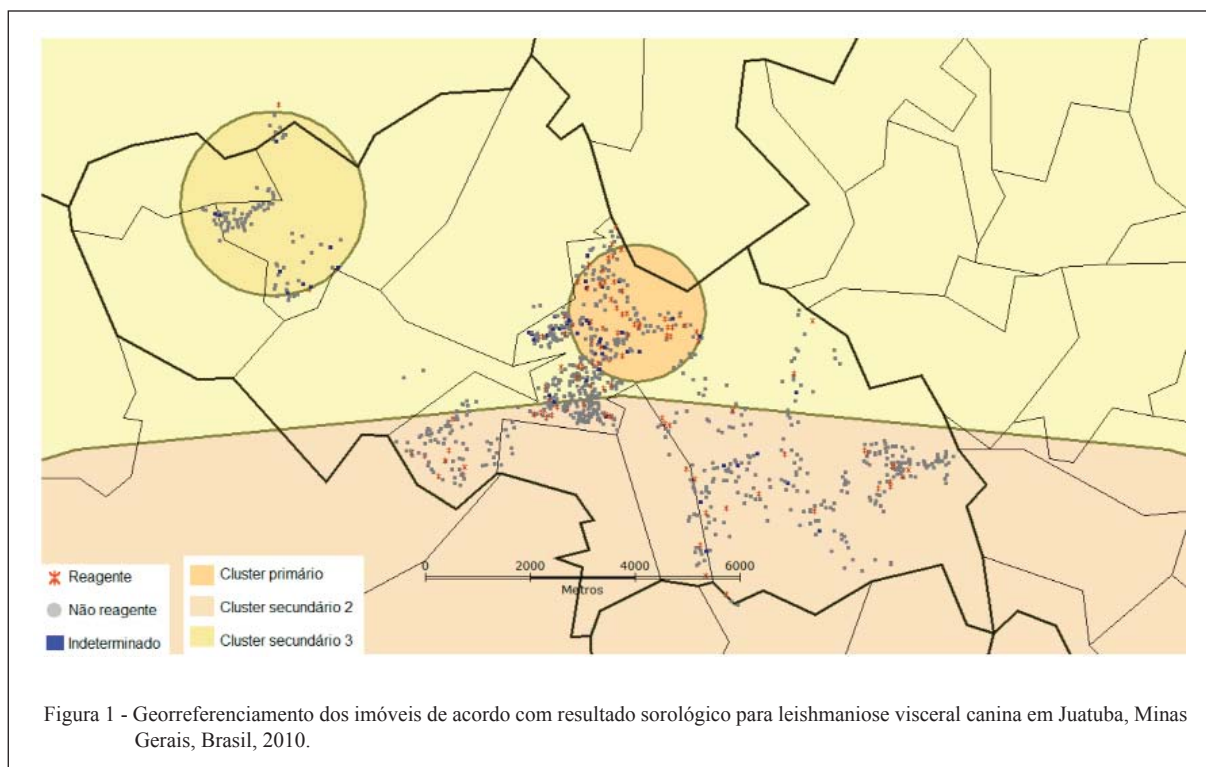 0 2000 4000 6000
Metros
Reagente
Não reagente
Indeterminado
Cluster primário
Cluster secundário 2
Cluster secundário 3
Figura 1 - Georreferenciamento dos imóveis de acordo com resultado sorológico para leishmaniose visceral canina em Juatuba, Minas
Gerais, Brasil, 2010.